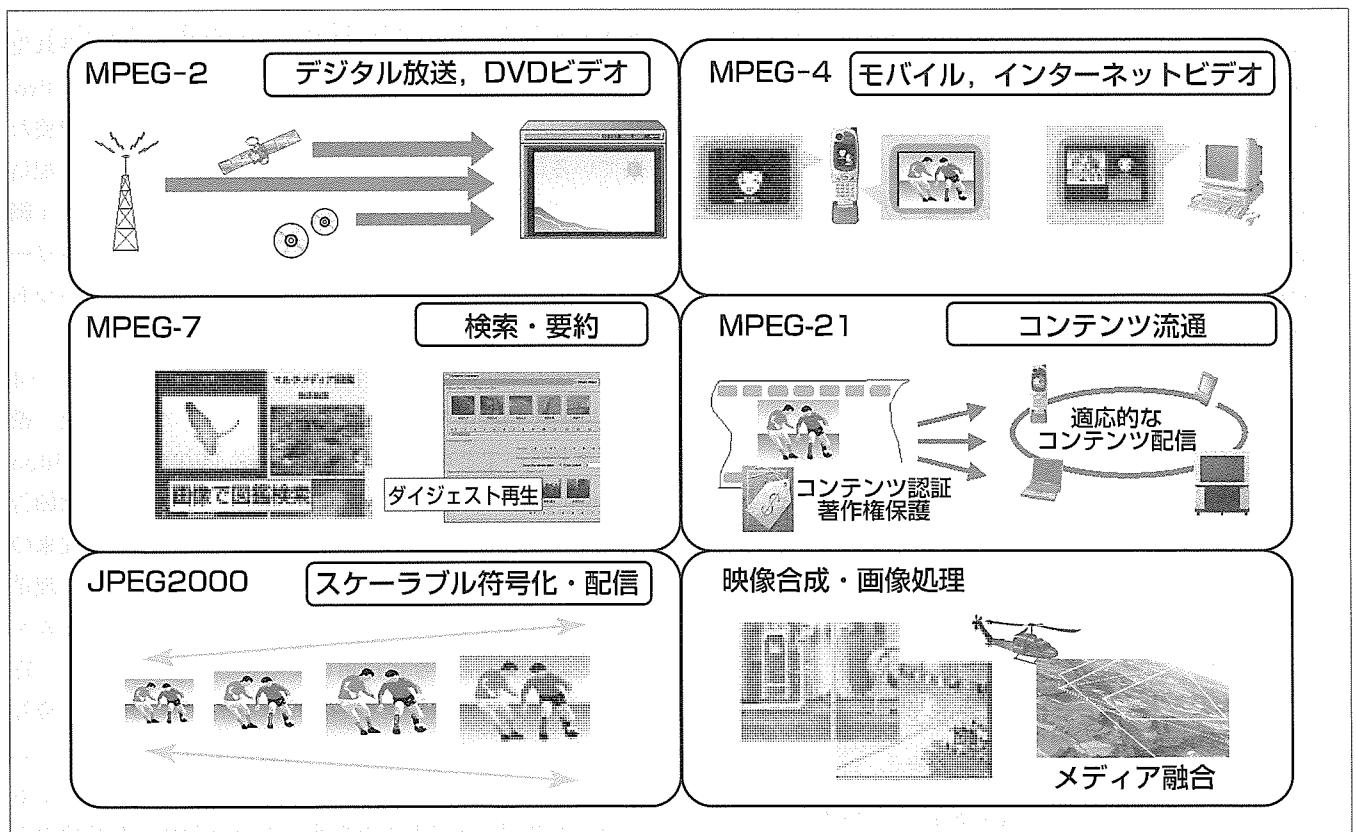 MPEG-2
デジタル放送，DVDビデオ
MPEG-4
モバイル，インターネットビデオ
MPEG-7
検索・要約
画像で図鑑検索
ダイジェスト再生
MPEG-21
コンテンツ流通
適応的な
コンテンツ配信
コンテンツ認証
著作権保護
JPEG2000
スケーラブル符号化・配信
映像合成・画像処理
メディア融合